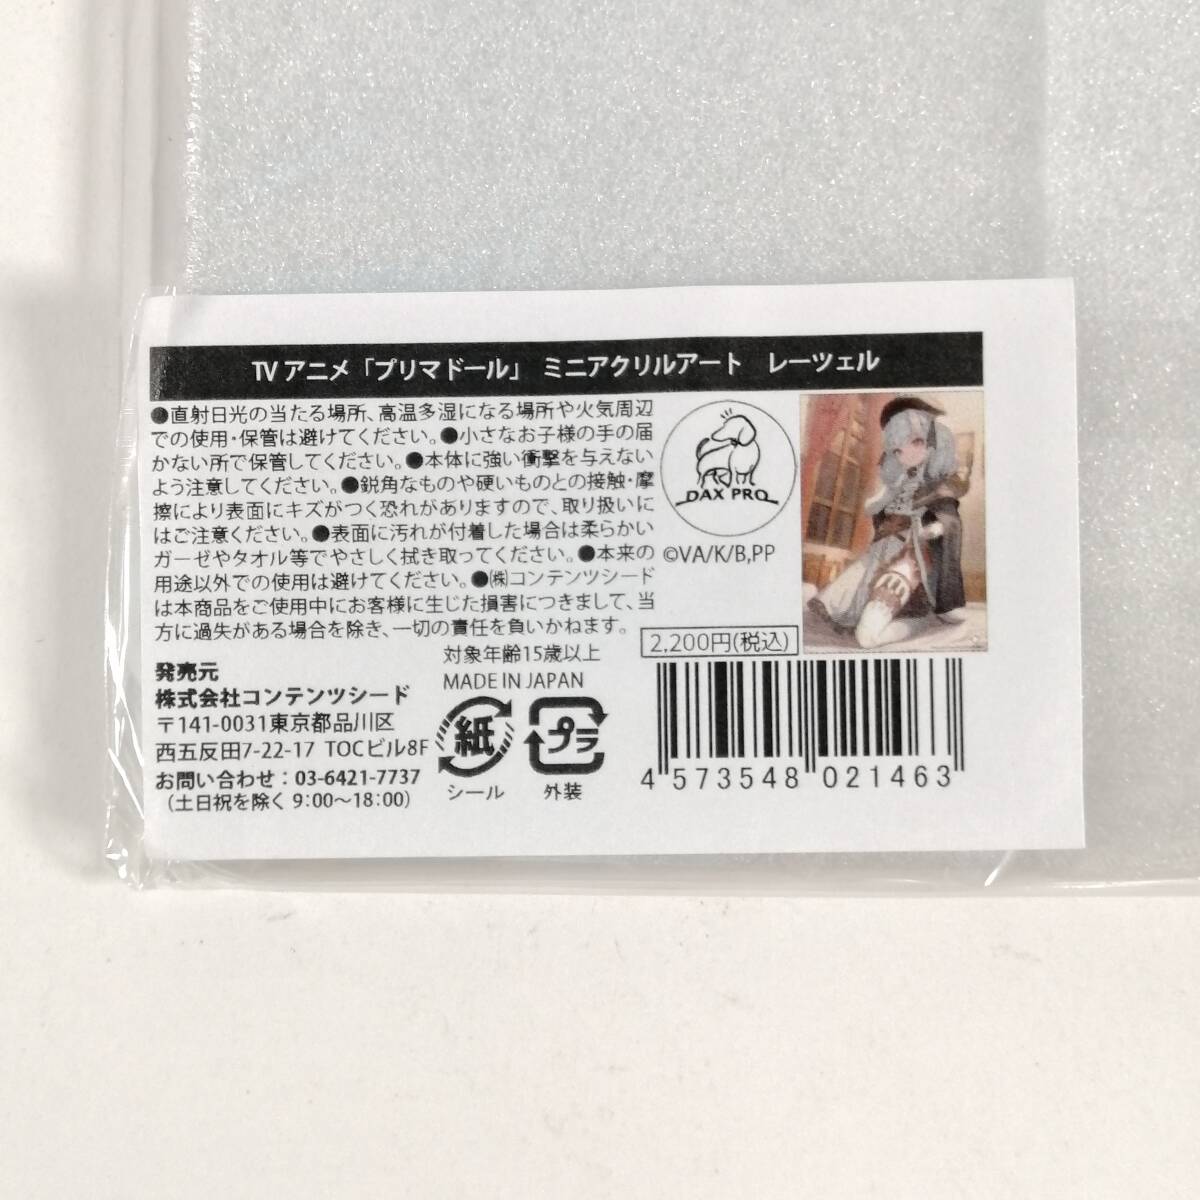 TV アニメ「プリマドール」 ミニアクリルアート　レーツェル
●直射日光の当たる場所、高温多湿になる場所や火気周辺
での使用・保管は避けてください。●小さなお子様の手の届
かない所で保管してください。●本体に強い衝撃を与えない
よう注意してください。●鋭角なものや硬いものとの接触・摩
擦により表面にキズがつく恐れがありますので、取り扱いに
はご注意ください。●表面に汚れが付着した場合は柔らかい
ガーゼやタオル等でやさしく拭き取ってください。●本来の
用途以外での使用は避けてください。●㈱コンテンツシード
は本商品をご使用中にお客様に生じた損害につきまして、当
方に過失がある場合を除き、一切の責任を負いかねます。
DAX PRO
©VA/K/B,PP
2,200円(税込)
対象年齢15歳以上
MADE IN JAPAN
発売元
株式会社コンテンツシード
〒141-0031東京都品川区
西五反田7-22-17 TOCビル8F
お問い合わせ：03-6421-7737
（土日祝を除く 9:00～18:00）
紙
シール
プラ
外装
4 573548 021463